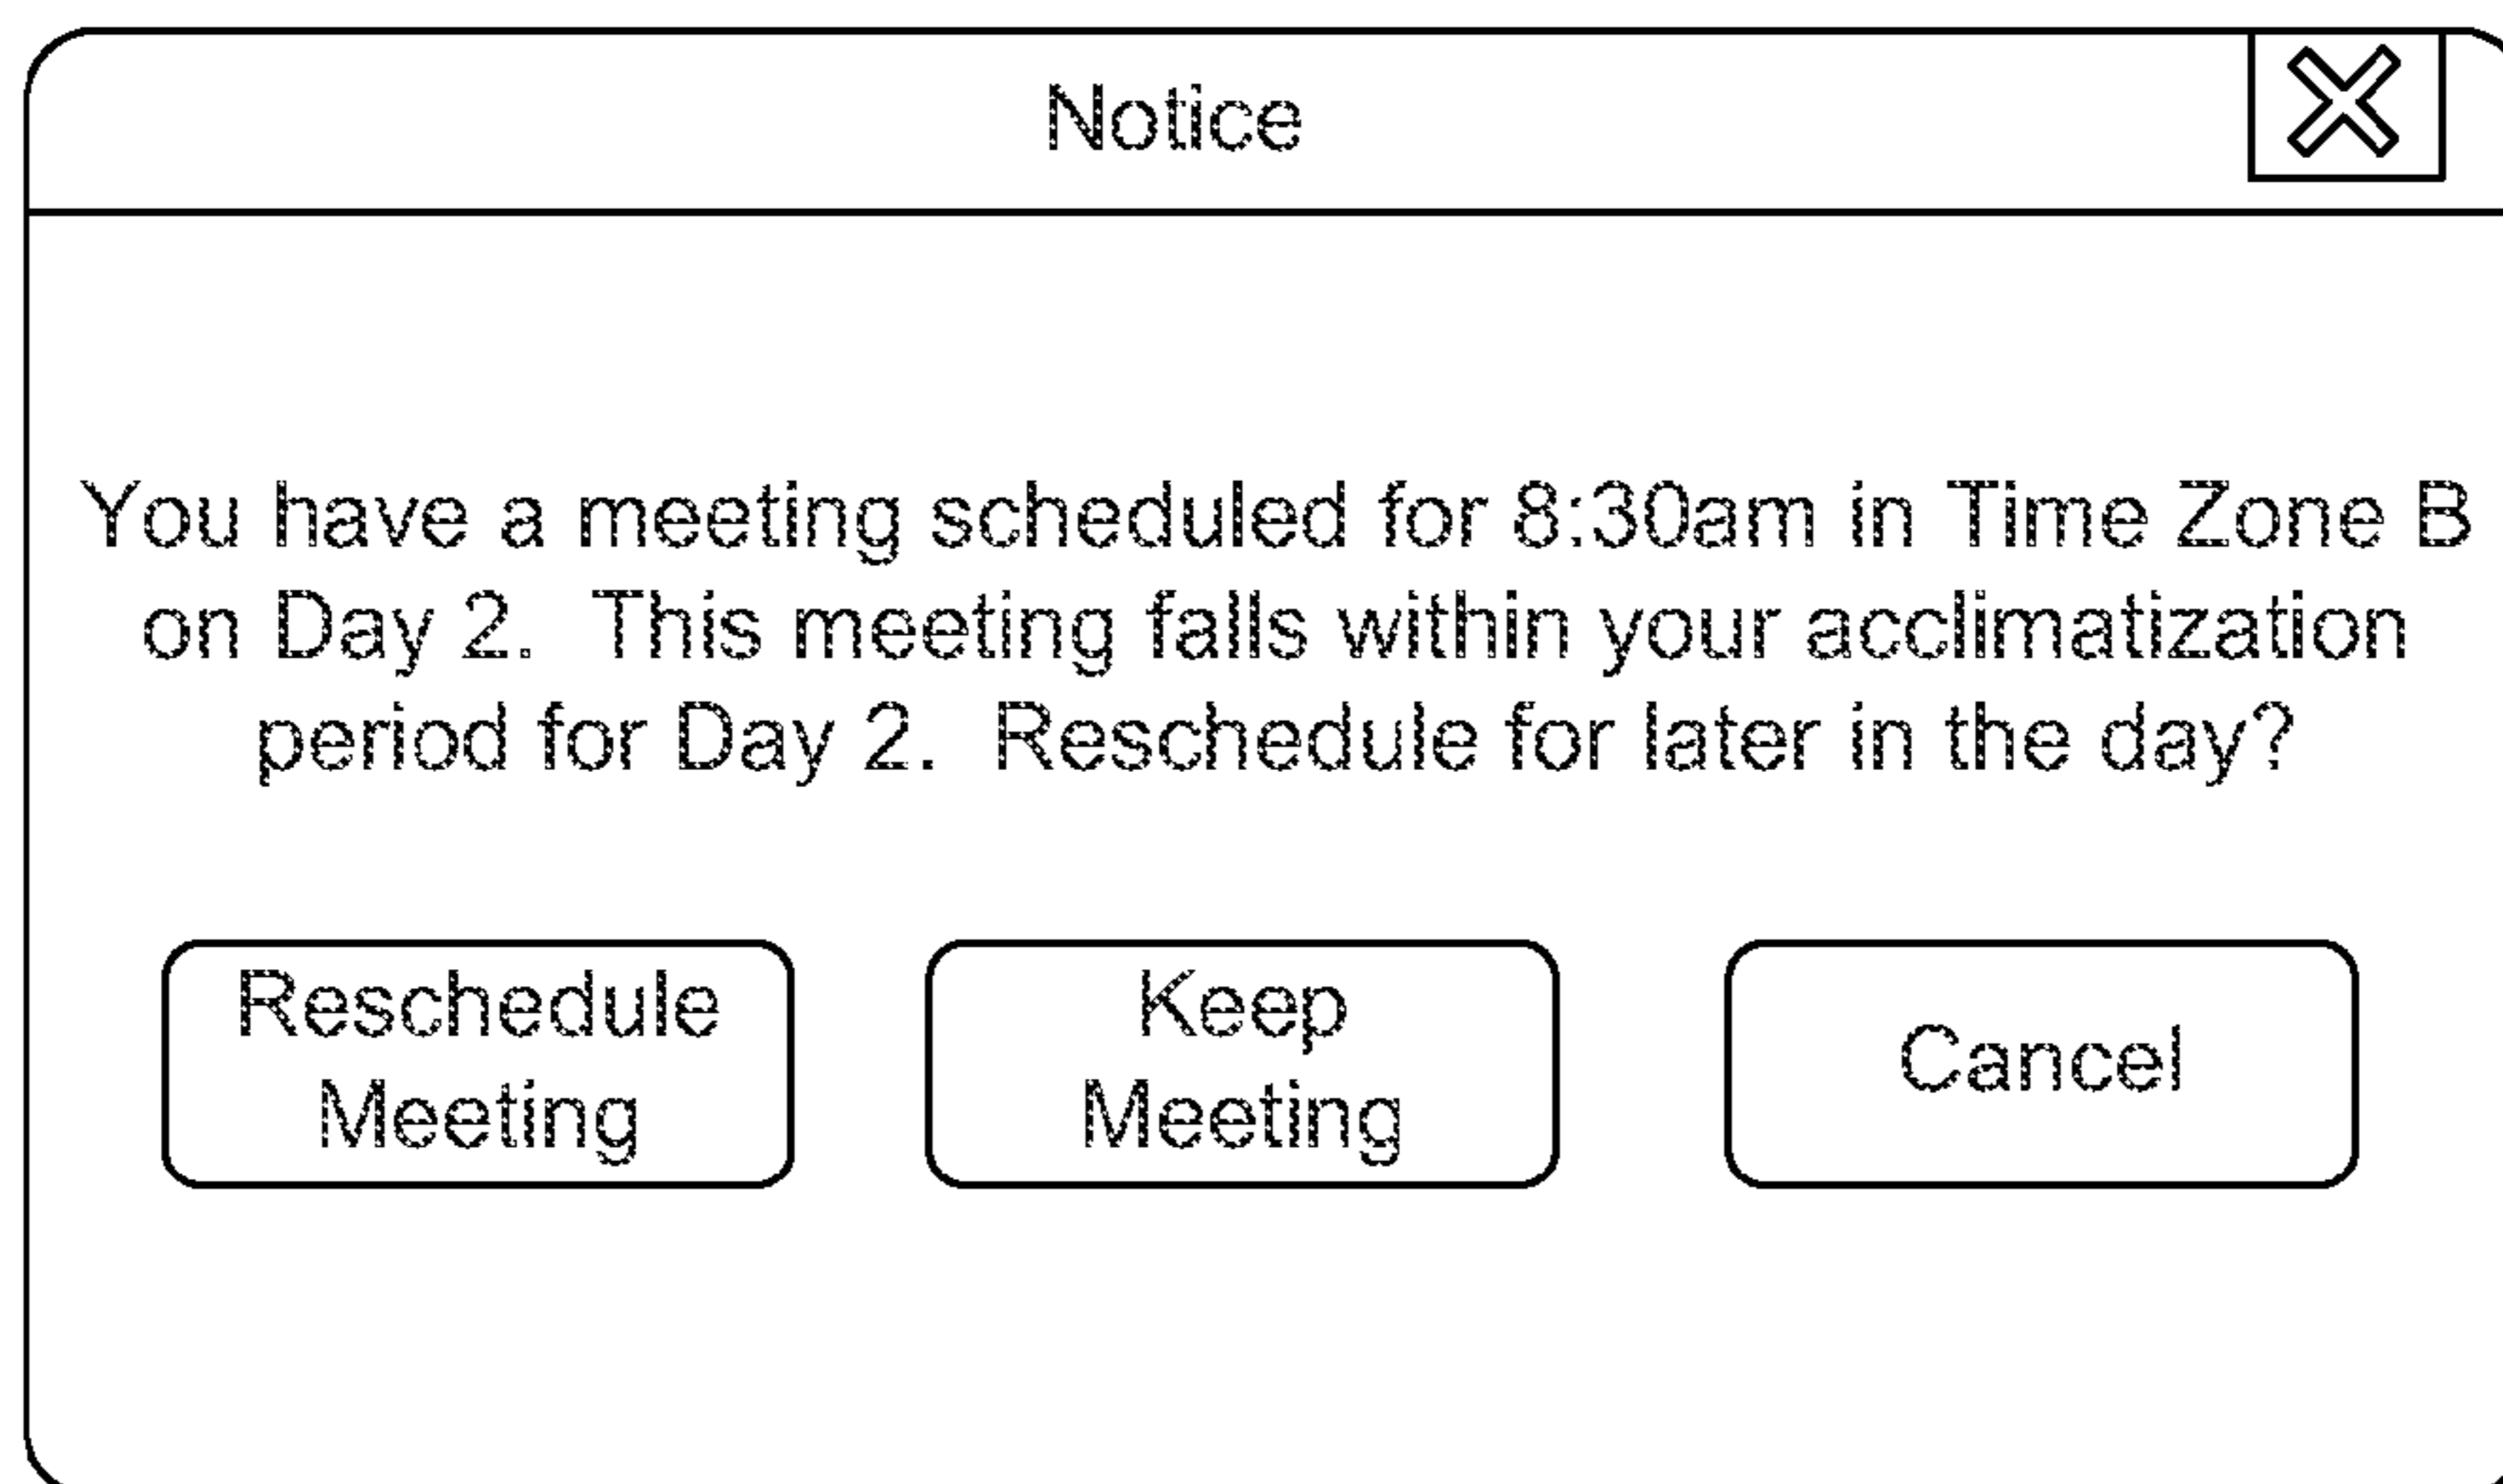 Notice
You have a meeting scheduled for 8:30am in Time Zone B
on Day 2.  This meeting falls within your acclimatization
period for Day 2.  Reschedule for later in the day?
Reschedule
Meeting
Keep
Meeting
Cancel